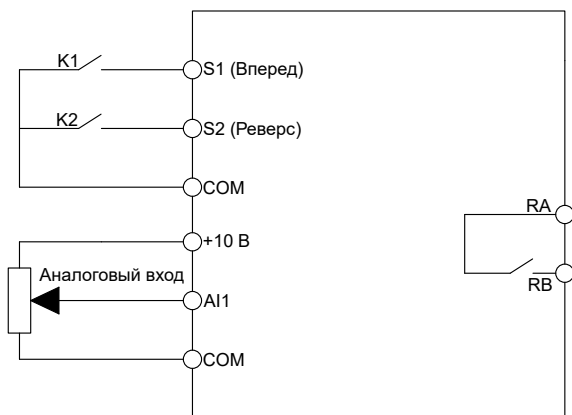 K1
S1 (Вперед)
K2
S2 (Реверс)
COM
+10 В
Аналоговый вход
AI1
COM
RA
RB